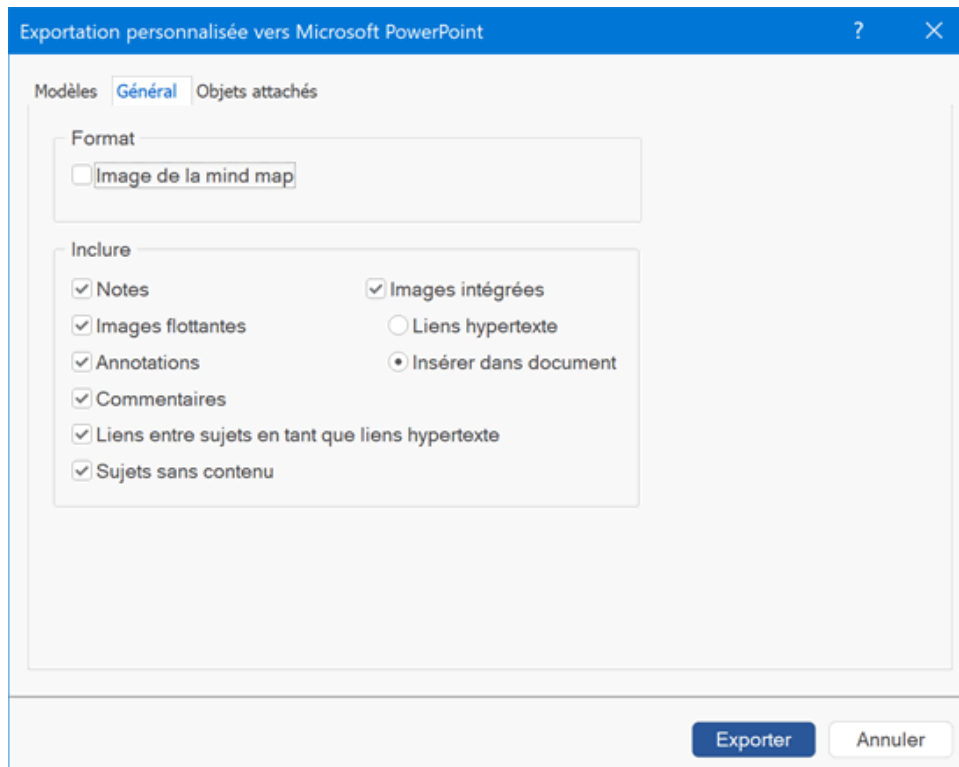 Exportation personnalisée vers Microsoft PowerPoint ?
Modèles Général Objets attachés
Format
Image de la mind map
Inclure
Notes Images intégrées
Images flottantes Liens hypertexte
Annotations Insérer dans document
Commentaires
Liens entre sujets en tant que liens hypertexte
Sujets sans contenu
Exporter Annuler